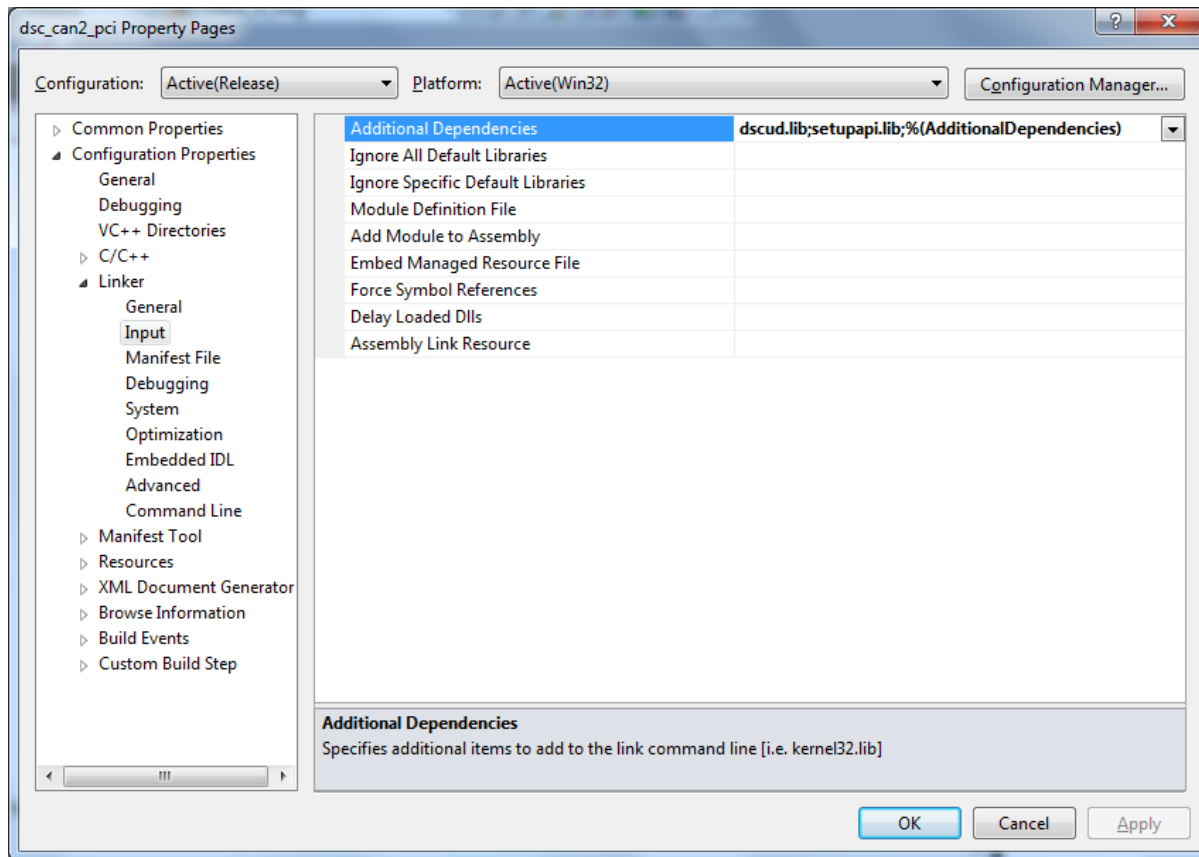 dsc_can2_pci Property Pages
Configuration: Active(Release) Platform: Active(Win32) Configuration Manager...
Common Properties
Configuration Properties
General
Debugging
VC++ Directories
C/C++
Linker
General
Input
Manifest File
Debugging
System
Optimization
Embedded IDL
Advanced
Command Line
Manifest Tool
Resources
XML Document Generator
Browse Information
Build Events
Custom Build Step
Additional Dependencies dscud.lib;setupapi.lib;%(AdditionalDependencies)
Ignore All Default Libraries
Ignore Specific Default Libraries
Module Definition File
Add Module to Assembly
Embed Managed Resource File
Force Symbol References
Delay Loaded Dlls
Assembly Link Resource
Additional Dependencies
Specifies additional items to add to the link command line [i.e. kernel32.lib]
OK Cancel Apply